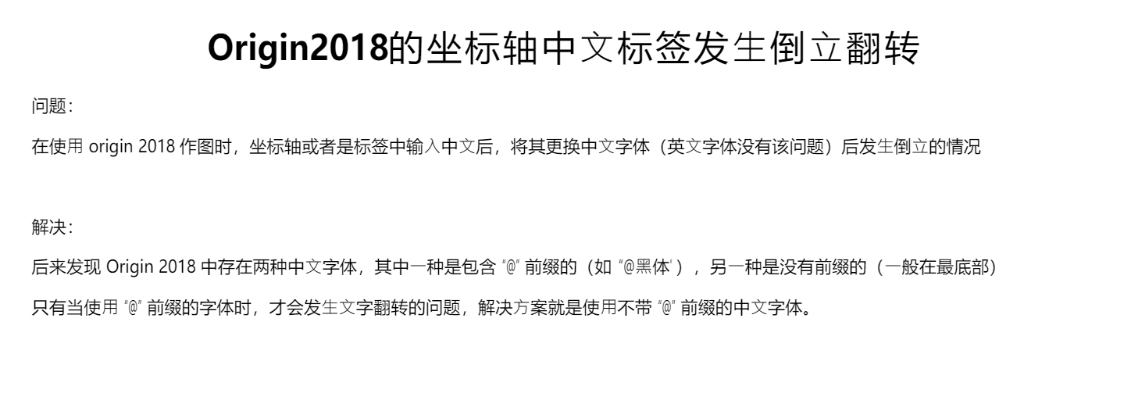 Origin2018的坐标轴中文标签发生倒立翻转
问题：
在使用 origin 2018 作图时，坐标轴或者是标签中输入中文后，将其更换中文字体（英文字体没有该问题）后发生倒立的情况
解决：
后来发现 Origin 2018 中存在两种中文字体，其中一种是包含 “@” 前缀的（如 “@黑体’），另一种是没有前缀的（一般在最底部）
只有当使用 “@” 前缀的字体时，才会发生文字翻转的问题，解决方案就是使用不带 “@” 前缀的中文字体。